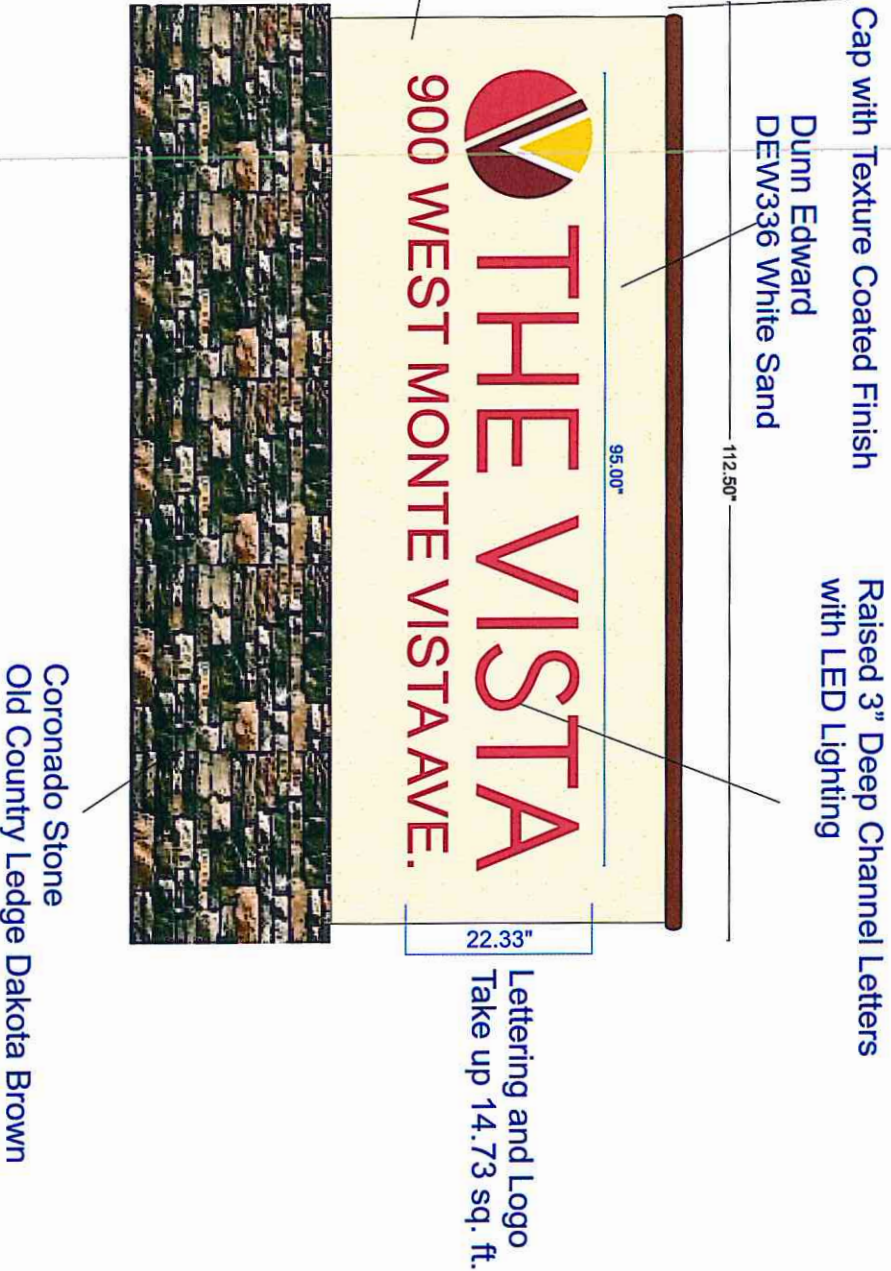 Cap with Texture Coated Finish
Dunn Edward
DEW336 White Sand
Raised 3” Deep Channel Letters
with LED Lighting
112.50"
95.00"
THE VISTA
900 WEST MONTE VISTA AVE.
22.33"
Lettering and Logo
Take up 14.73 sq. ft.
Coronado Stone
Old Country Ledge Dakota Brown